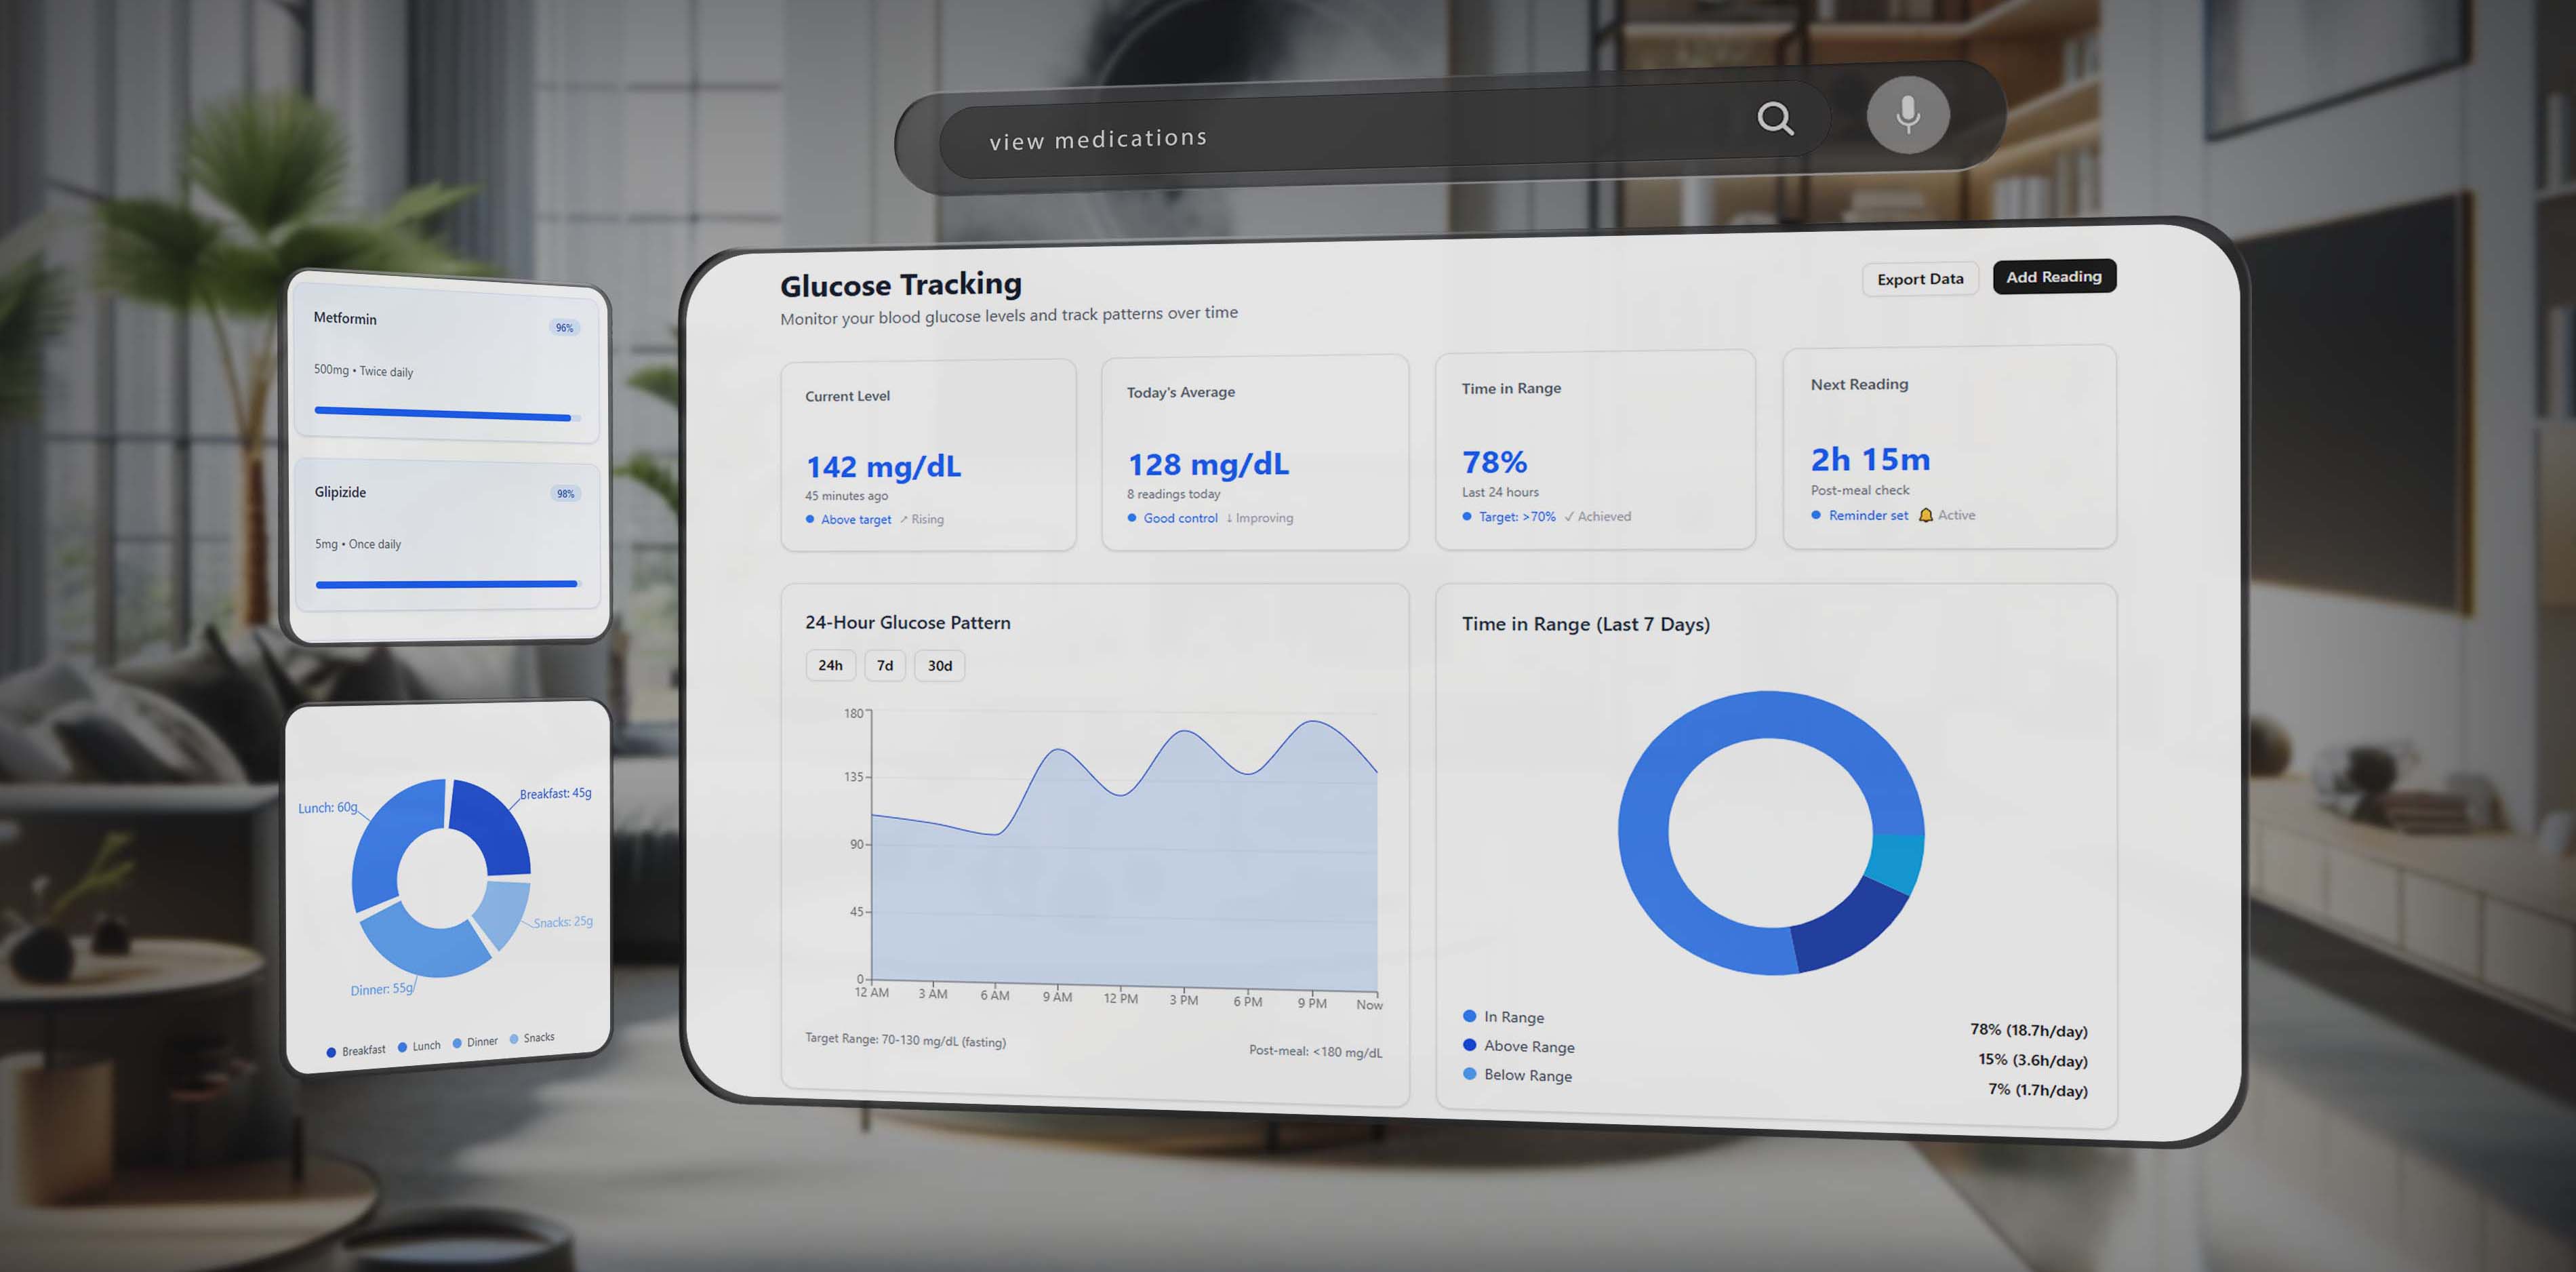 view medications
Metformin
96%
500mg • Twice daily
Glipizide
98%
5mg • Once daily
Lunch: 60g
Breakfast: 45g
Snacks: 25g
Dinner: 55g
Breakfast
Lunch
Dinner
Snacks
Glucose Tracking
Monitor your blood glucose levels and track patterns over time
Export Data
Add Reading
Current Level
142 mg/dL
45 minutes ago
Above target ↗ Rising
Today's Average
128 mg/dL
8 readings today
Good control ↓ Improving
Time in Range
78%
Last 24 hours
Target: >70% ✓ Achieved
Next Reading
2h 15m
Post-meal check
Reminder set 🔔 Active
24-Hour Glucose Pattern
24h
7d
30d
180
135
90
45
0
12 AM
3 AM
6 AM
9 AM
12 PM
3 PM
6 PM
9 PM
Now
Target Range: 70-130 mg/dL (fasting)
Post-meal: <180 mg/dL
Time in Range (Last 7 Days)
In Range
78% (18.7h/day)
Above Range
15% (3.6h/day)
Below Range
7% (1.7h/day)